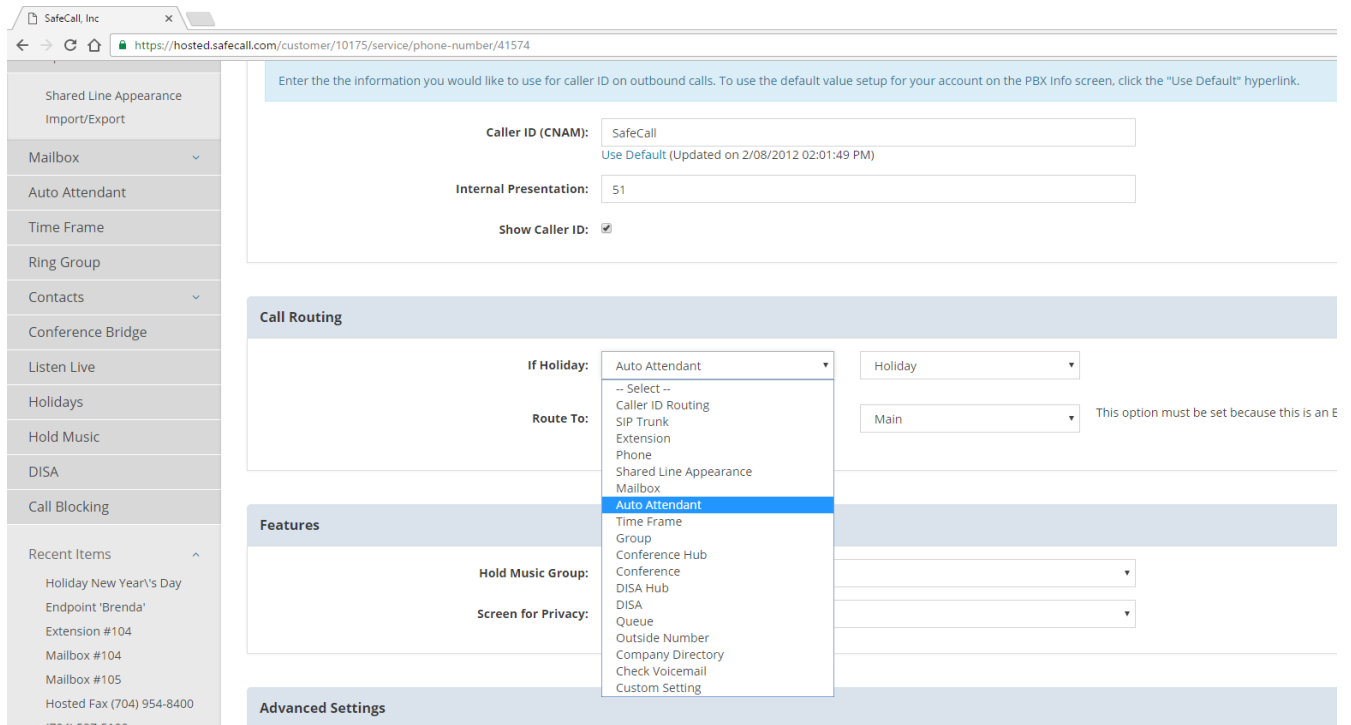 SafeCall, Inc
https://hosted.safecall.com/customer/10175/service/phone-number/41574
Shared Line Appearance
Import/Export
Mailbox
Auto Attendant
Time Frame
Ring Group
Contacts
Conference Bridge
Listen Live
Holidays
Hold Music
DISA
Call Blocking
Recent Items
Holiday New Year\'s Day
Endpoint 'Brenda'
Extension #104
Mailbox #104
Mailbox #105
Hosted Fax (704) 954-8400
Enter the the information you would like to use for caller ID on outbound calls. To use the default value setup for your account on the PBX Info screen, click the "Use Default" hyperlink.
Caller ID (CNAM): SafeCall
Use Default (Updated on 2/08/2012 02:01:49 PM)
Internal Presentation: 51
Show Caller ID:
Call Routing
If Holiday: Auto Attendant Holiday
-- Select --
Caller ID Routing
SIP Trunk
Extension
Phone
Shared Line Appearance
Mailbox
Auto Attendant
Time Frame
Group
Conference Hub
Conference
DISA Hub
DISA
Queue
Outside Number
Company Directory
Check Voicemail
Custom Setting
Route To: Main This option must be set because this is an
Features
Hold Music Group:
Screen for Privacy:
Advanced Settings